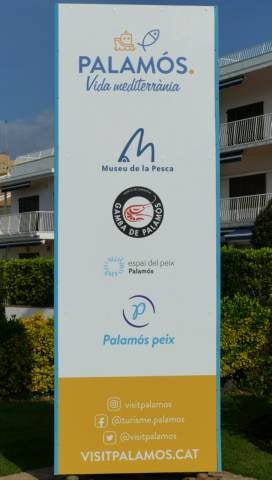 PALAMÓS.
Vida mediterrània
Museu de la Pesca
GAMBA DE PALAMÓS
espai del peix
Palamós
Palamós peix
visitpalamos
@turisme.palamos
@visitpalamos
VISITPALAMOS.CAT